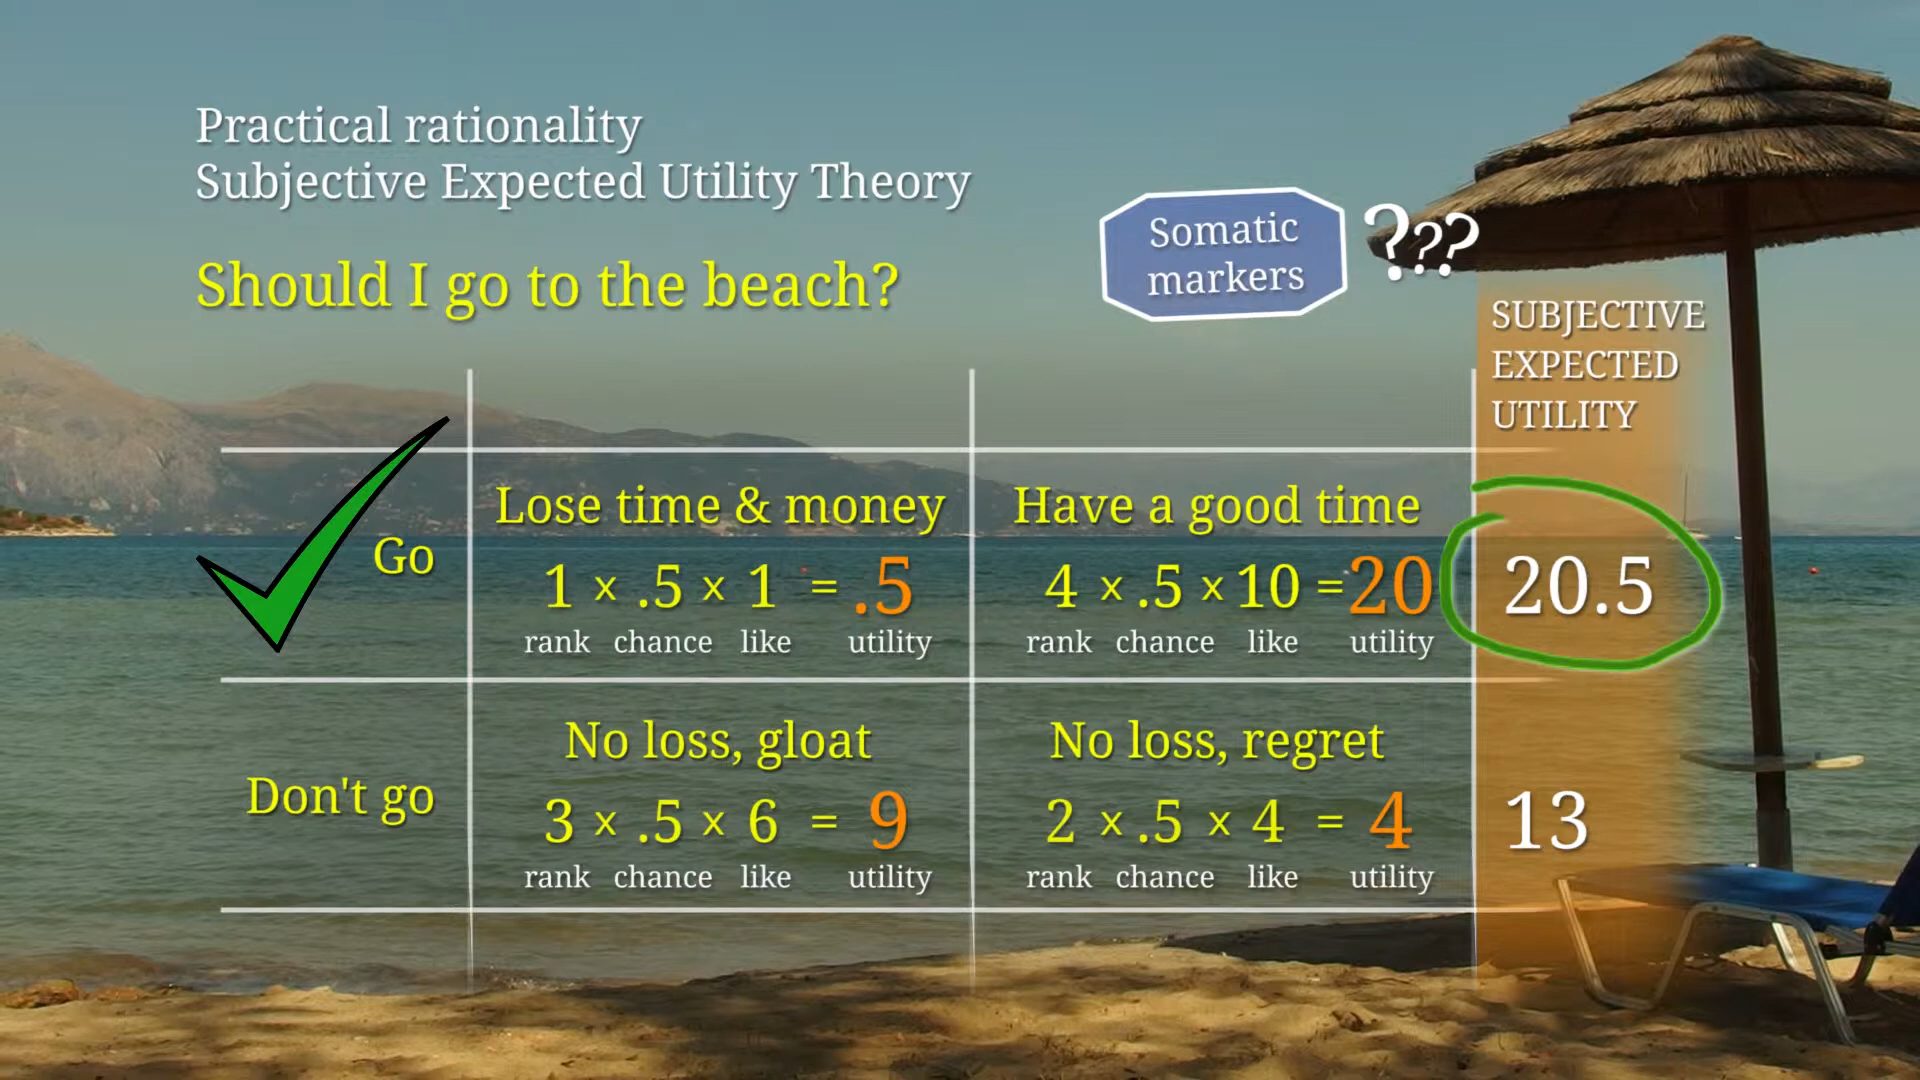 Practical rationality
Subjective Expected Utility Theory
Should I go to the beach?
Somatic
markers
???
SUBJECTIVE
EXPECTED
UTILITY
Go
Lose time & money
1 x .5 x 1 = .5
rank chance like utility
Have a good time
4 x .5 x 10 = 20
rank chance like utility
20.5
Don't go
No loss, gloat
3 x .5 x 6 = 9
rank chance like utility
No loss, regret
2 x .5 x 4 = 4
rank chance like utility
13